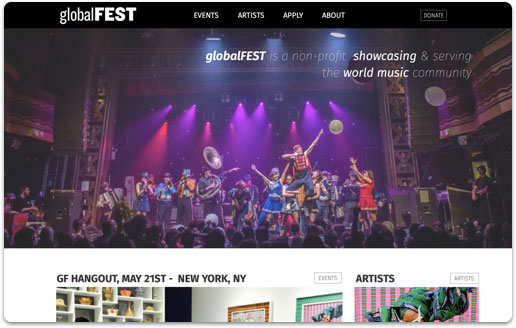 globalFEST EVENTS ARTISTS APPLY ABOUT DONATE
globalFEST is a non-profit showcasing & serving
the world music community
GF HANGOUT, MAY 21ST - NEW YORK, NY EVENTS ARTISTS ARTISTS